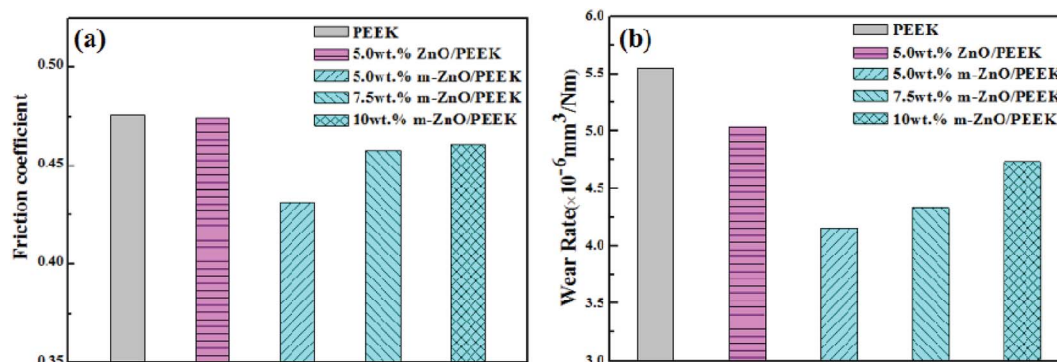 (a)
PEEK
5.0wt.% ZnO/PEEK
5.0wt.% m-ZnO/PEEK
7.5wt.% m-ZnO/PEEK
10wt.% m-ZnO/PEEK
Friction coefficient
0.50
0.45
0.40
0.35
(b)
PEEK
5.0wt.% ZnO/PEEK
5.0wt.% m-ZnO/PEEK
7.5wt.% m-ZnO/PEEK
10wt.% m-ZnO/PEEK
Wear Rate(×10⁻⁶mm³/Nm)
6.0
5.5
5.0
4.5
4.0
3.5
3.0